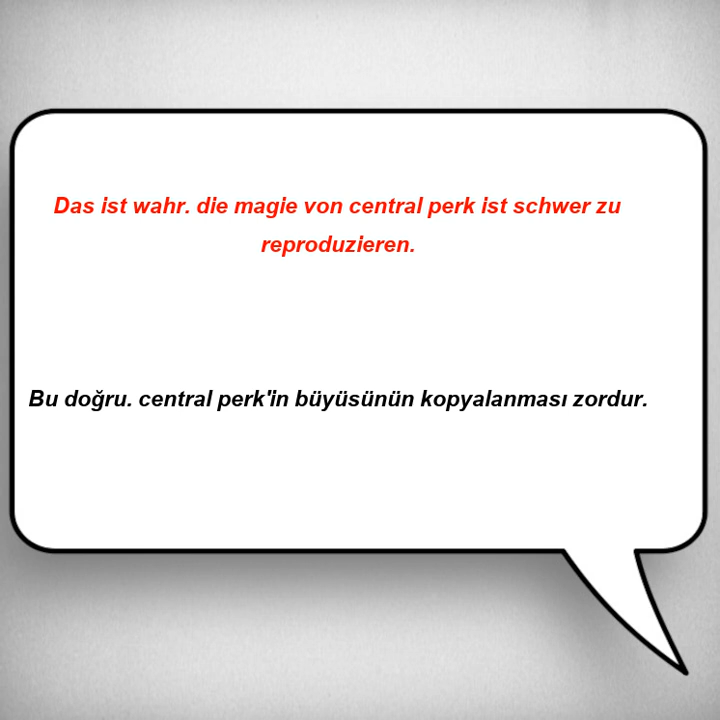 Das ist wahr. die magie von central perk ist schwer zu
reproduzieren.
Bu doğru. central perk'in büyüsünün kopyalanması zordur.